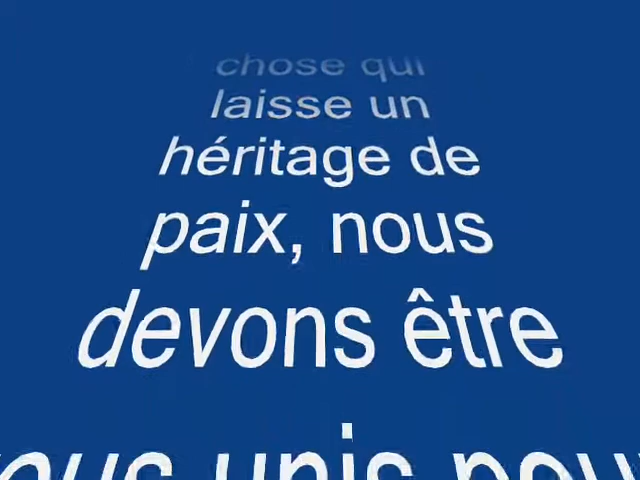 chose qui
laisse un
héritage de
paix, nous
devons être
unis